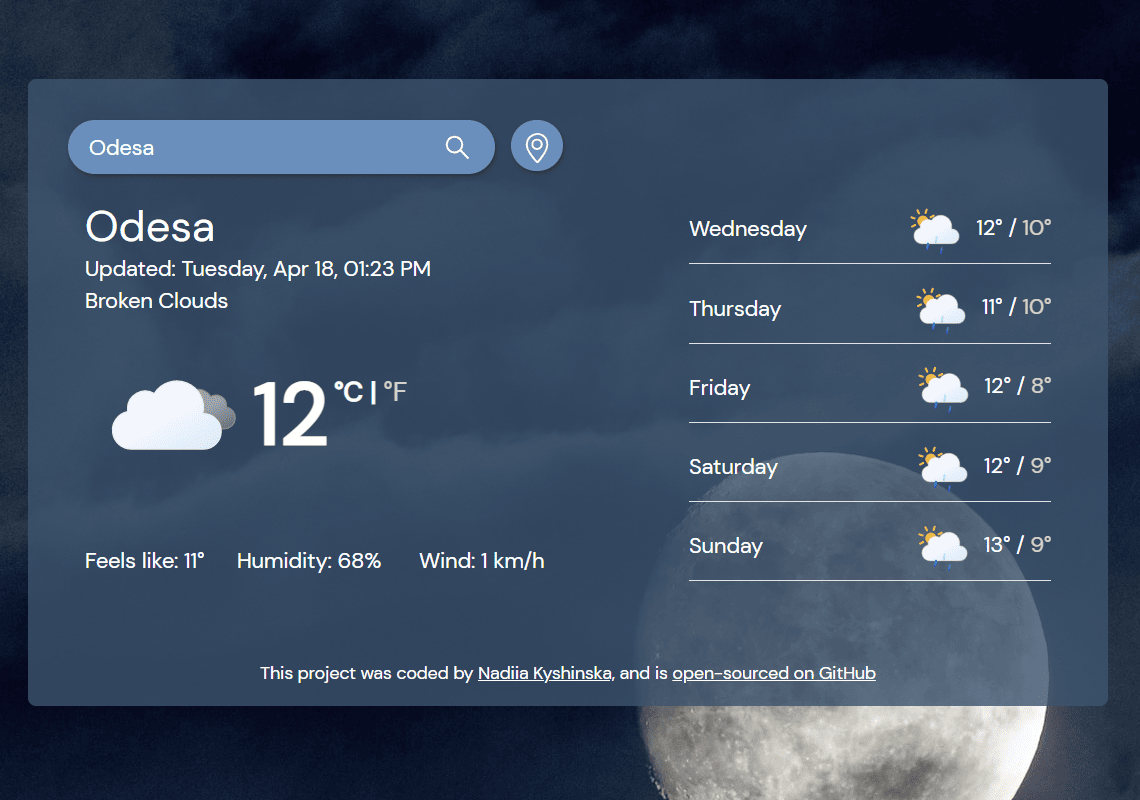 Odesa
Odesa
Updated: Tuesday, Apr 18, 01:23 PM
Broken Clouds
12 °C | °F
Feels like: 11° Humidity: 68% Wind: 1 km/h
Wednesday 12° / 10°
Thursday 11° / 10°
Friday 12° / 8°
Saturday 12° / 9°
Sunday 13° / 9°
This project was coded by Nadiia Kyshinska, and is open-sourced on GitHub